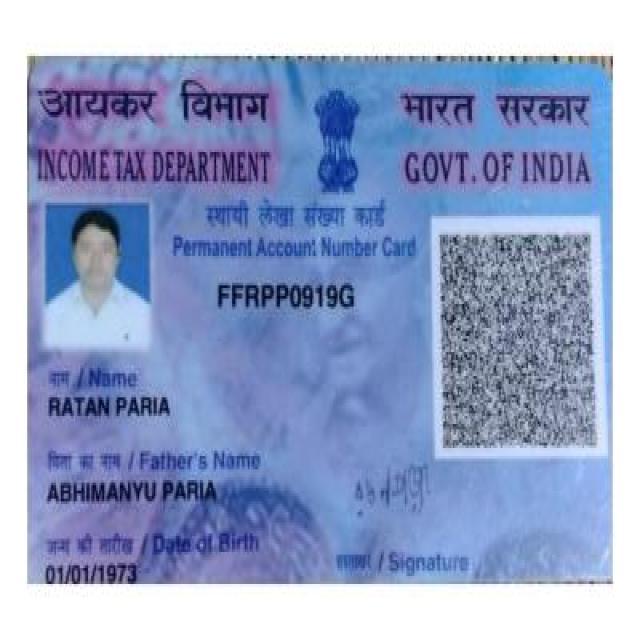 आयकर विभाग
भारत सरकार
INCOME TAX DEPARTMENT
GOVT. OF INDIA
स्थायी लेखा संख्या कार्ड
Permanent Account Number Card
FFRPP0919G
नाम / Name
RATAN PARIA
पिता का नाम / Father's Name
ABHIMANYU PARIA
जन्म की तारीख / Date of Birth
01/01/1973
हस्ताक्षर / Signature